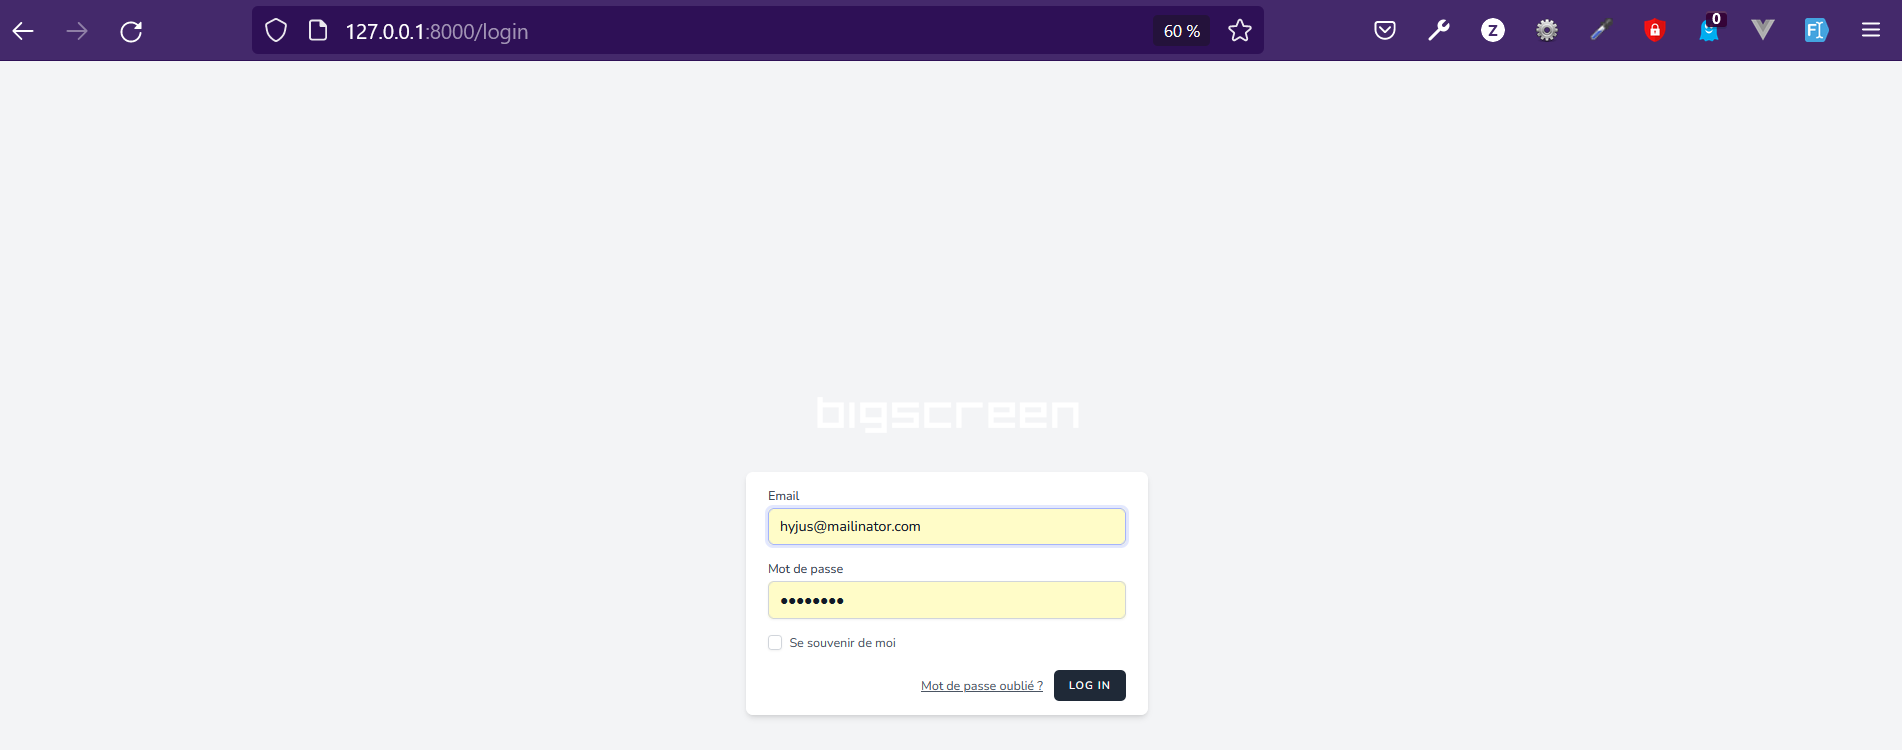 127.0.0.1:8000/login
60 %
Z
0
F
bigscreen
Email
hyjus@mailinator.com
Mot de passe
Se souvenir de moi
Mot de passe oublié ?
LOG IN